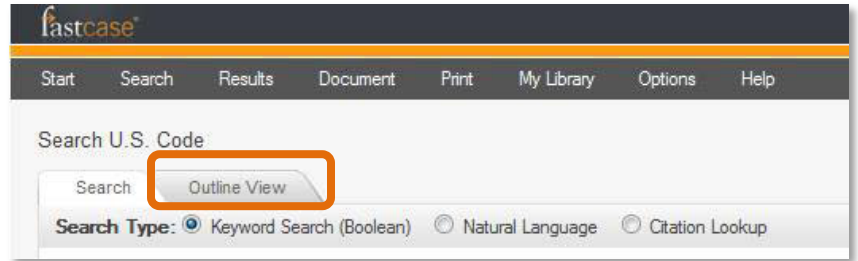 fastcase
Start Search Results Document Print My Library Options Help
Search U.S. Code
Search Outline View
Search Type: Keyword Search (Boolean) Natural Language Citation Lookup